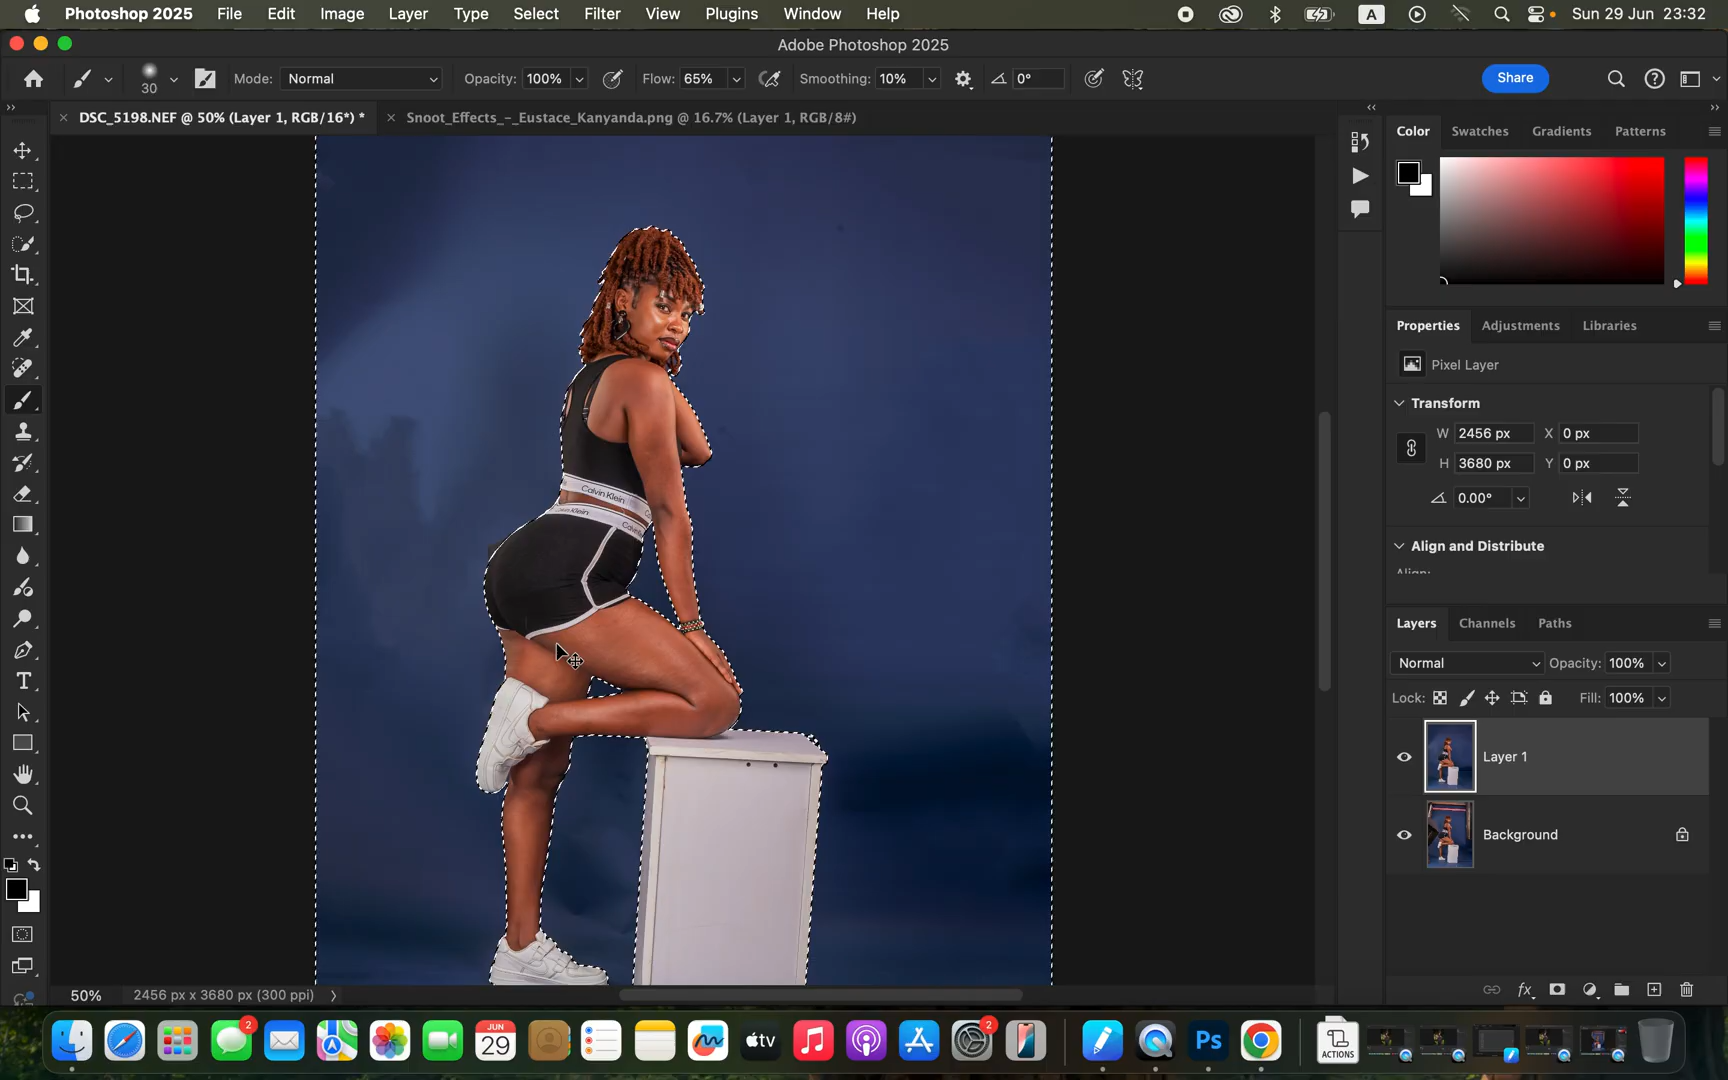 Photoshop 2025 File Edit Image Layer Type Select Filter View Plugins Window Help A Sun 29 Jun 23:32
Adobe Photoshop 2025
30 Mode: Normal Opacity: 100% Flow: 65% Smoothing: 10% 0° Share
DSC_5198.NEF @ 50% (Layer 1, RGB/16*) * Snoot_Effects_-_Eustace_Kanyanda.png @ 16.7% (Layer 1, RGB/8#)
Color Swatches Gradients Patterns
Properties Adjustments Libraries
Pixel Layer
Transform
W 2456 px X 0 px
H 3680 px Y 0 px
0.00°
Align and Distribute
Align:
Calvin Klein
Layers Channels Paths
Normal Opacity: 100%
Lock: Fill: 100%
Layer 1
Background
50% 2456 px x 3680 px (300 ppi)
2 JUN 29 tv 2 Ps ACTIONS